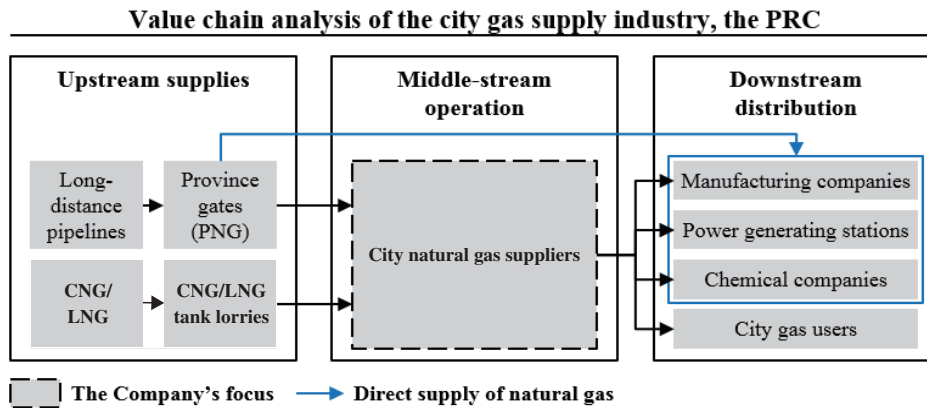 Value chain analysis of the city gas supply industry, the PRC
Upstream supplies
Middle-stream
operation
Downstream
distribution
Long-
distance
pipelines
Province
gates
(PNG)
CNG/
LNG
CNG/LNG
tank lorries
City natural gas suppliers
Manufacturing companies
Power generating stations
Chemical companies
City gas users
The Company's focus
Direct supply of natural gas